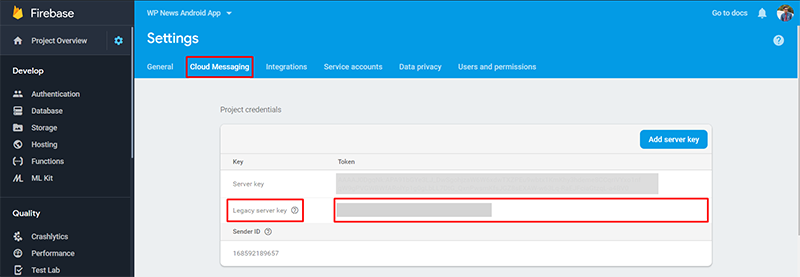 Firebase
WP News Android App
Go to docs
Project Overview
Settings
General
Cloud Messaging
Integrations
Service accounts
Data privacy
Users and permissions
Develop
Authentication
Database
Storage
Hosting
Functions
ML Kit
Quality
Crashlytics
Performance
Test Lab
Project credentials
Add server key
Key Token
Server key
Legacy server key
Sender ID
168592189657